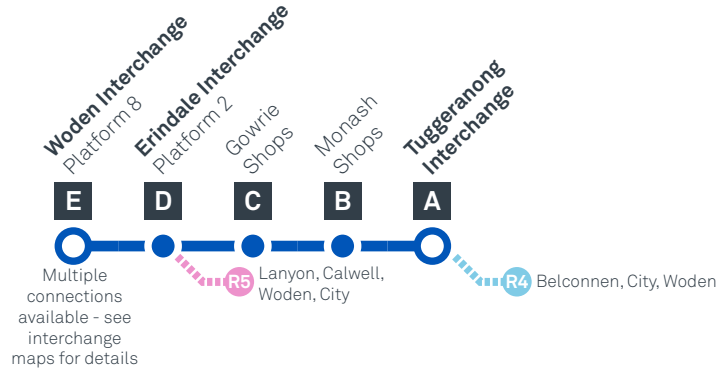 Woden Interchange
Platform 8
Erindale Interchange
Platform 2
Gowrie
Shops
Monash
Shops
Tuggeranong
Interchange
E
D
C
B
A
Multiple
connections
available - see
interchange
maps for details
R5
Lanyon, Calwell,
Woden, City
R4
Belconnen, City, Woden